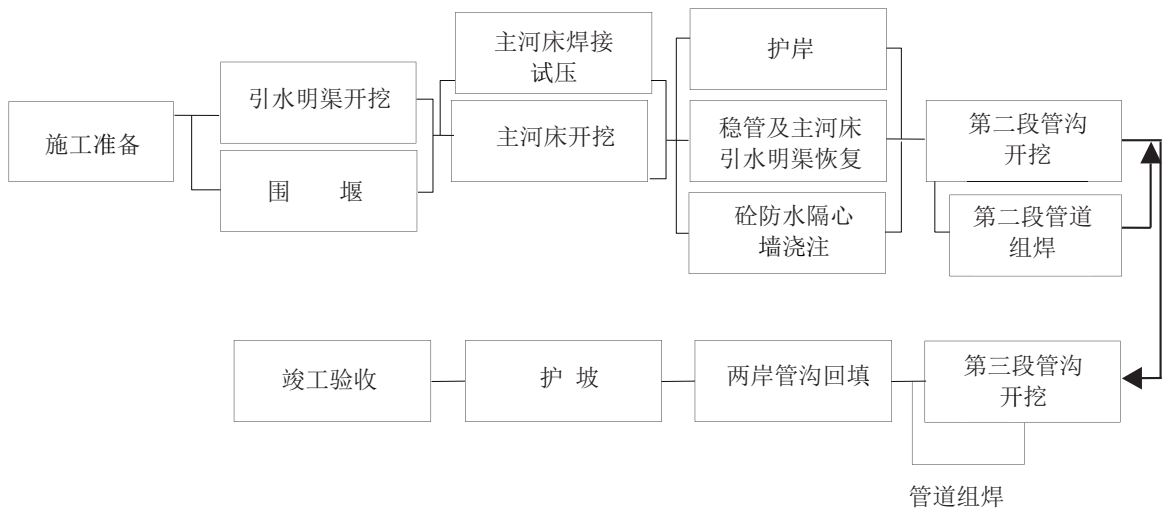 施工准备
引水明渠开挖
围 堰
主河床焊接
试压
主河床开挖
护岸
稳管及主河床
引水明渠恢复
砼防水隔心
墙浇注
第二段管沟
开挖
第二段管道
组焊
第三段管沟
开挖
管道组焊
两岸管沟回填
护 坡
竣工验收